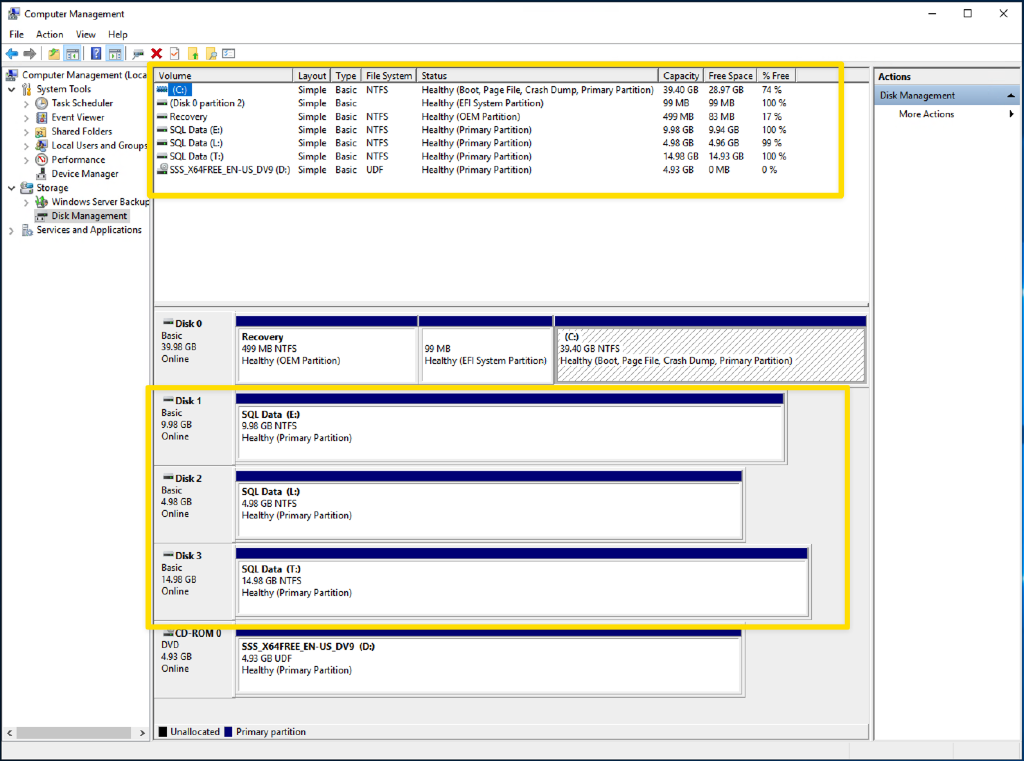 Computer Management
File Action View Help
Computer Management (Loca
System Tools
Task Scheduler
Event Viewer
Shared Folders
Local Users and Groups
Performance
Device Manager
Storage
Windows Server Backup
Disk Management
Services and Applications
Volume Layout Type File System Status Capacity Free Space % Free
(C:) Simple Basic NTFS Healthy (Boot, Page File, Crash Dump, Primary Partition) 39.40 GB 28.97 GB 74 %
(Disk 0 partition 2) Simple Basic Healthy (EFI System Partition) 99 MB 99 MB 100 %
Recovery Simple Basic NTFS Healthy (OEM Partition) 499 MB 83 MB 17 %
SQL Data (E:) Simple Basic NTFS Healthy (Primary Partition) 9.98 GB 9.94 GB 100 %
SQL Data (L:) Simple Basic NTFS Healthy (Primary Partition) 4.98 GB 4.96 GB 99 %
SQL Data (T:) Simple Basic NTFS Healthy (Primary Partition) 14.98 GB 14.93 GB 100 %
SSS_X64FREE_EN-US_DV9 (D:) Simple Basic UDF Healthy (Primary Partition) 4.93 GB 0 MB 0 %
Disk 0
Basic
39.98 GB
Online
Recovery
499 MB NTFS
Healthy (OEM Partition)
99 MB
Healthy (EFI System Partition)
(C:)
39.40 GB NTFS
Healthy (Boot, Page File, Crash Dump, Primary Partition)
Disk 1
Basic
9.98 GB
Online
SQL Data (E:)
9.98 GB NTFS
Healthy (Primary Partition)
Disk 2
Basic
4.98 GB
Online
SQL Data (L:)
4.98 GB NTFS
Healthy (Primary Partition)
Disk 3
Basic
14.98 GB
Online
SQL Data (T:)
14.98 GB NTFS
Healthy (Primary Partition)
CD-ROM 0
DVD
4.93 GB
Online
SSS_X64FREE_EN-US_DV9 (D:)
4.93 GB UDF
Healthy (Primary Partition)
Unallocated Primary partition
Actions
Disk Management
More Actions